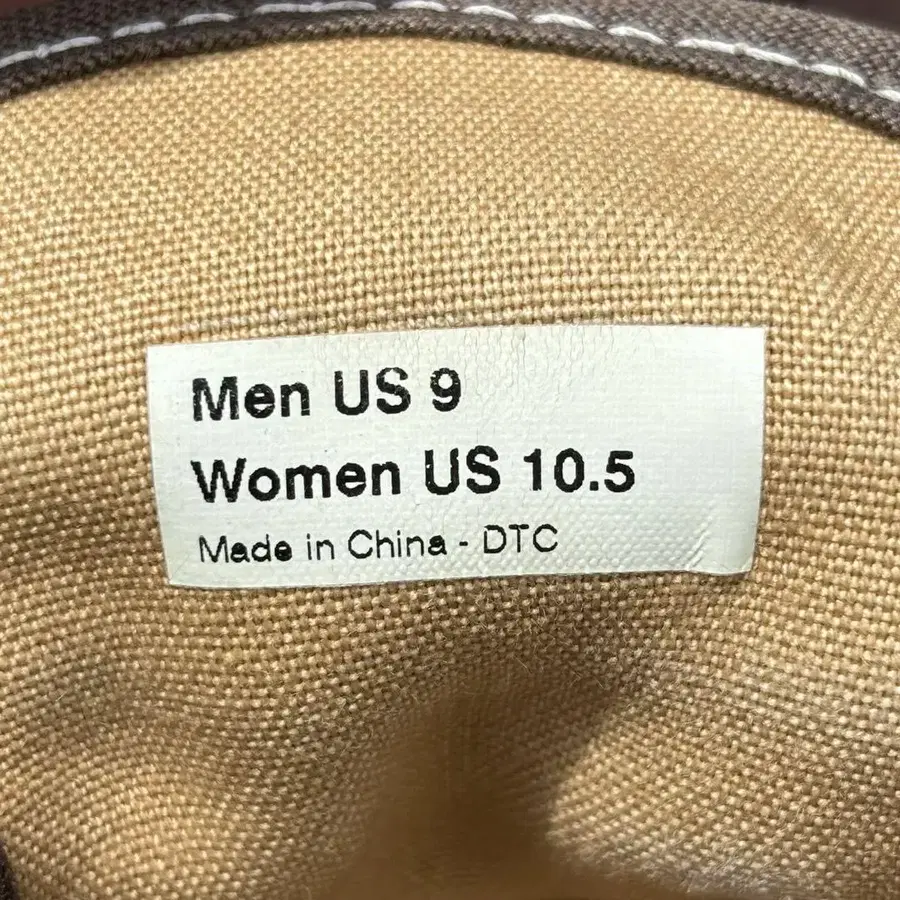 Men US 9
Women US 10.5
Made in China - DTC